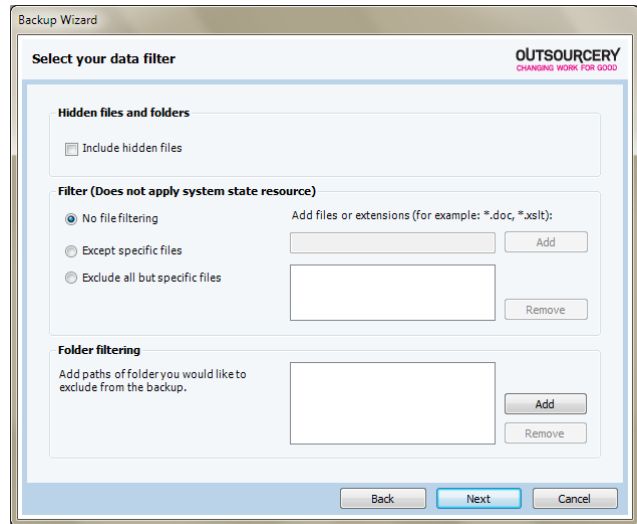 Backup Wizard
Select your data filter
OUTSOURCERY
CHANGING WORK FOR GOOD
Hidden files and folders
Include hidden files
Filter (Does not apply system state resource)
No file filtering
Add files or extensions (for example: *.doc, *.xslt):
Add
Except specific files
Exclude all but specific files
Remove
Folder filtering
Add paths of folder you would like to
exclude from the backup.
Add
Remove
Back
Next
Cancel